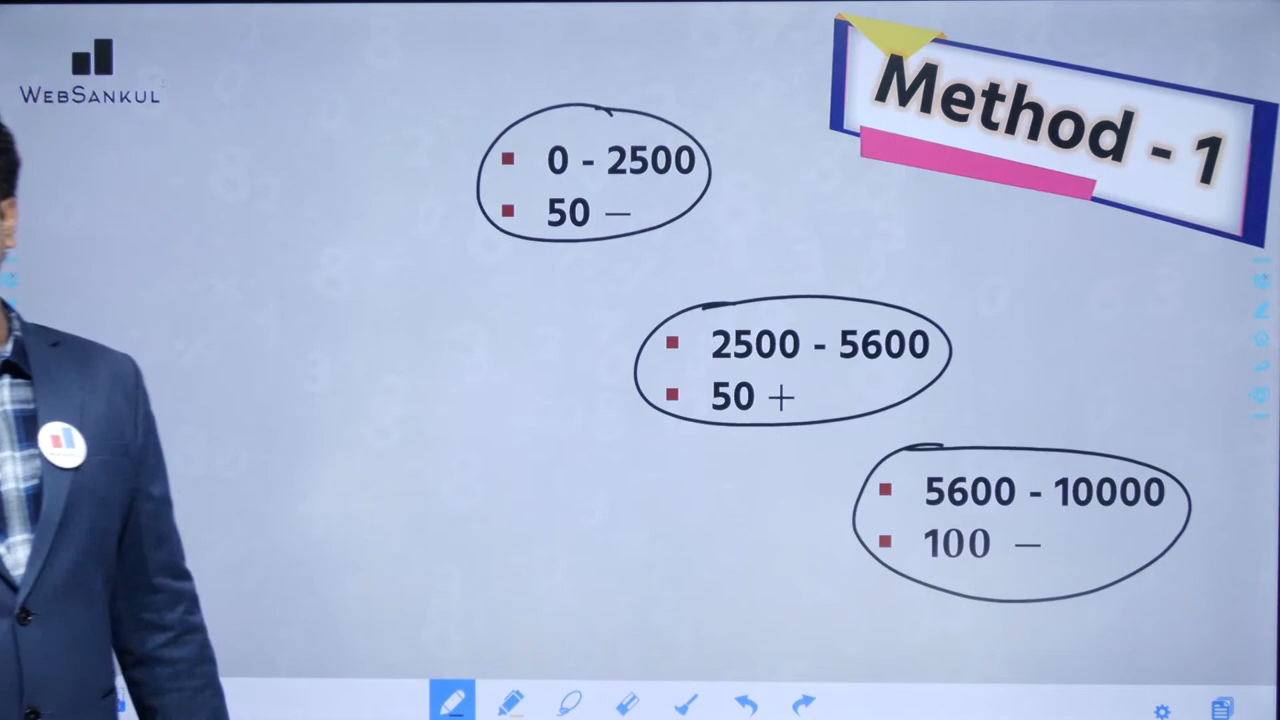 WEBSANKUL
Method - 1
0 - 2500
50 –
2500 - 5600
50 +
5600 - 10000
100 –